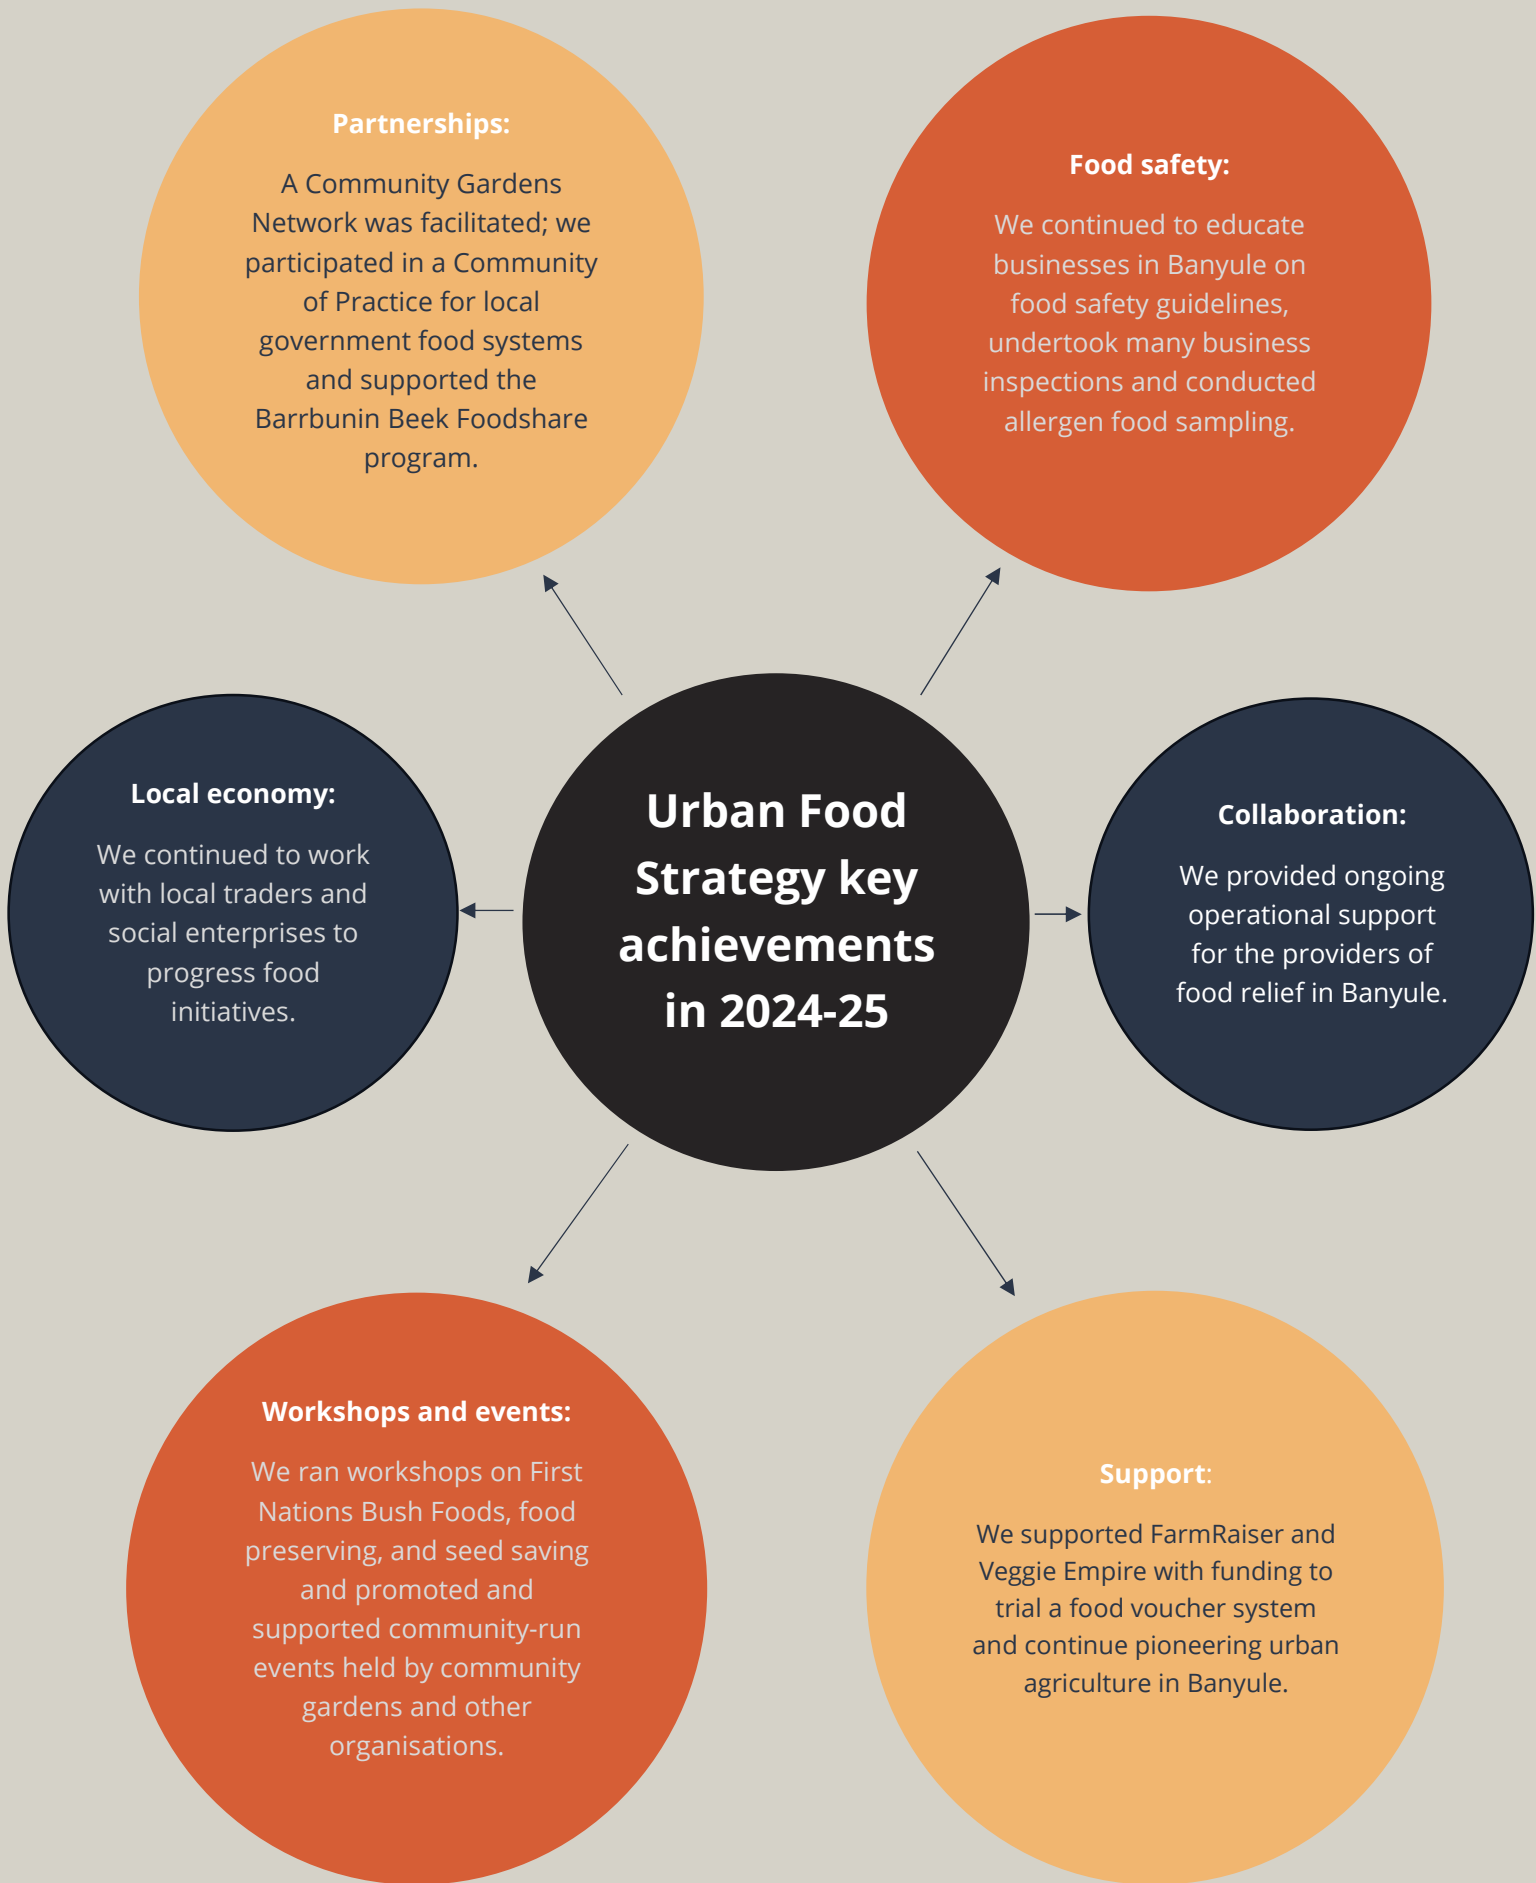 Partnerships:
A Community Gardens
Network was facilitated; we
participated in a Community
of Practice for local
government food systems
and supported the
Barrbunin Beek Foodshare
program.
Food safety:
We continued to educate
businesses in Banyule on
food safety guidelines,
undertook many business
inspections and conducted
allergen food sampling.
Local economy:
We continued to work
with local traders and
social enterprises to
progress food
initiatives.
Urban Food
Strategy key
achievements
in 2024-25
Collaboration:
We provided ongoing
operational support
for the providers of
food relief in Banyule.
Workshops and events:
We ran workshops on First
Nations Bush Foods, food
preserving, and seed saving
and promoted and
supported community-run
events held by community
gardens and other
organisations.
Support:
We supported FarmRaiser and
Veggie Empire with funding to
trial a food voucher system
and continue pioneering urban
agriculture in Banyule.